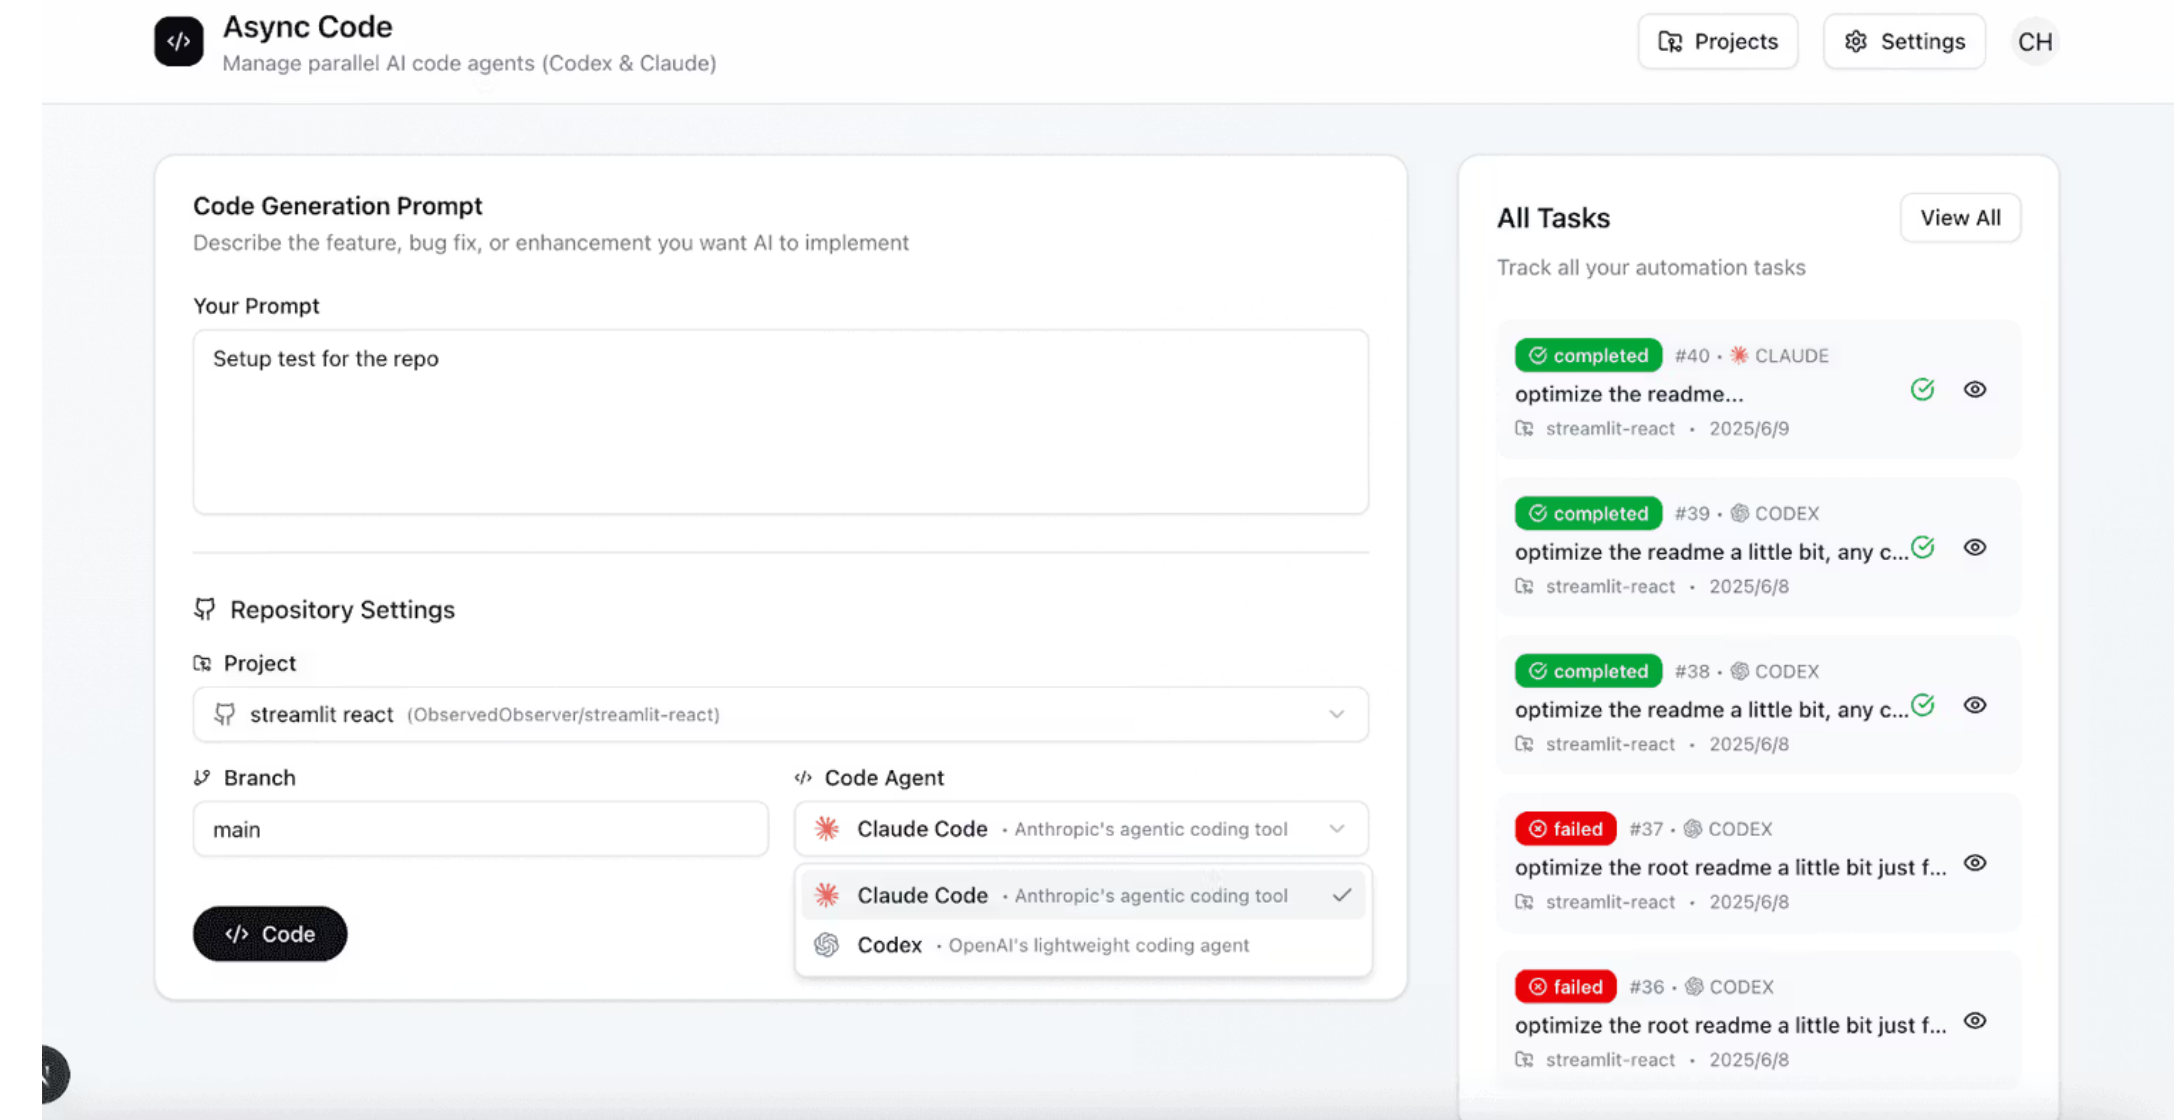 Async Code
Manage parallel AI code agents (Codex & Claude)
Projects
Settings
CH
Code Generation Prompt
Describe the feature, bug fix, or enhancement you want AI to implement
Your Prompt
Setup test for the repo
Repository Settings
Project
streamlit react (ObservedObserver/streamlit-react)
Branch
main
Code Agent
Claude Code • Anthropic's agentic coding tool
Claude Code • Anthropic's agentic coding tool
Codex • OpenAI's lightweight coding agent
</> Code
All Tasks
View All
Track all your automation tasks
completed #40 • CLAUDE
optimize the readme...
streamlit-react • 2025/6/9
completed #39 • CODEX
optimize the readme a little bit, any c...
streamlit-react • 2025/6/8
completed #38 • CODEX
optimize the readme a little bit, any c...
streamlit-react • 2025/6/8
failed #37 • CODEX
optimize the root readme a little bit just f...
streamlit-react • 2025/6/8
failed #36 • CODEX
optimize the root readme a little bit just f...
streamlit-react • 2025/6/8